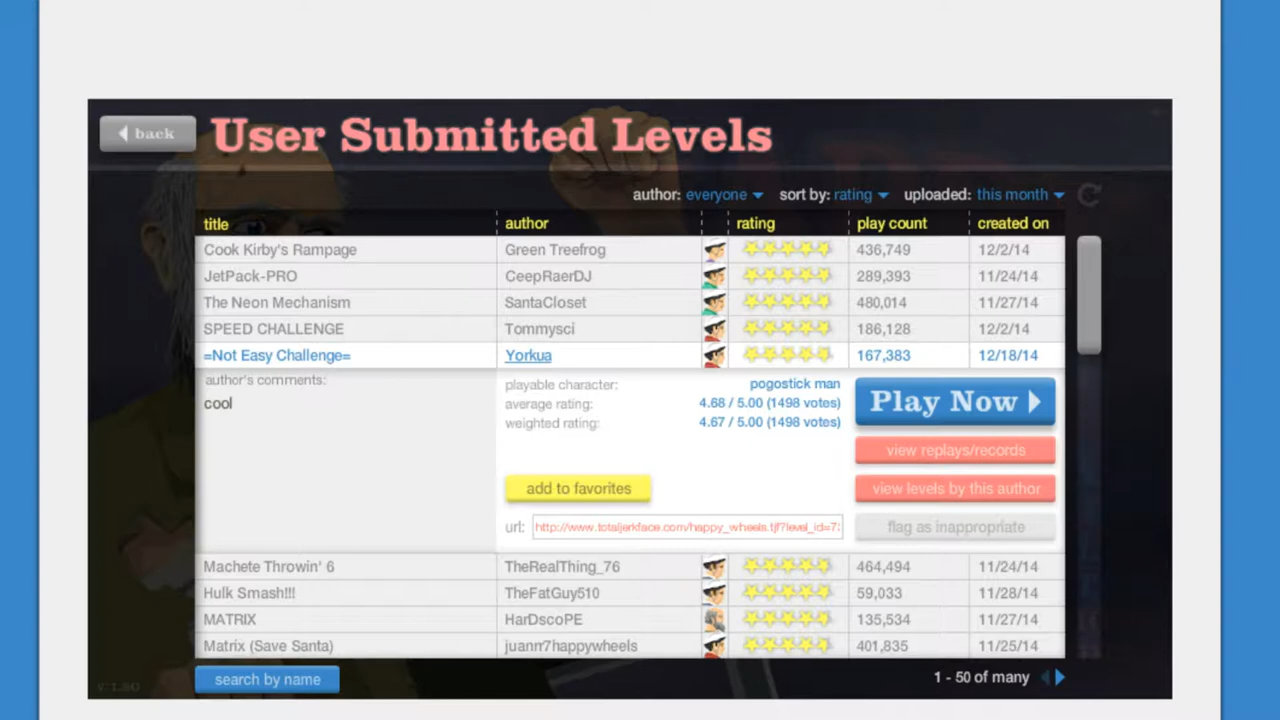 back
User Submitted Levels
author: everyone sort by: rating uploaded: this month
title author rating play count created on
Cook Kirby's Rampage Green Treefrog 436,749 12/2/14
JetPack-PRO CeepRaerDJ 289,393 11/24/14
The Neon Mechanism SantaCloset 480,014 11/27/14
SPEED CHALLENGE Tommysci 186,128 12/2/14
=Not Easy Challenge= Yorkua 167,383 12/18/14
author's comments:
cool
playable character: pogostick man
average rating: 4.68 / 5.00 (1498 votes)
weighted rating: 4.67 / 5.00 (1498 votes)
add to favorites
url: http://www.totaljerkface.com/happy_wheels.tjf?level_id=7
Play Now
view replays/records
view levels by this author
flag as inappropriate
Machete Throwin' 6 TheRealThing_76 464,494 11/24/14
Hulk Smash!!! TheFatGuy510 59,033 11/28/14
MATRIX HarDscoPE 135,534 11/27/14
Matrix (Save Santa) juanrr7happywheels 401,835 11/25/14
search by name
1 - 50 of many